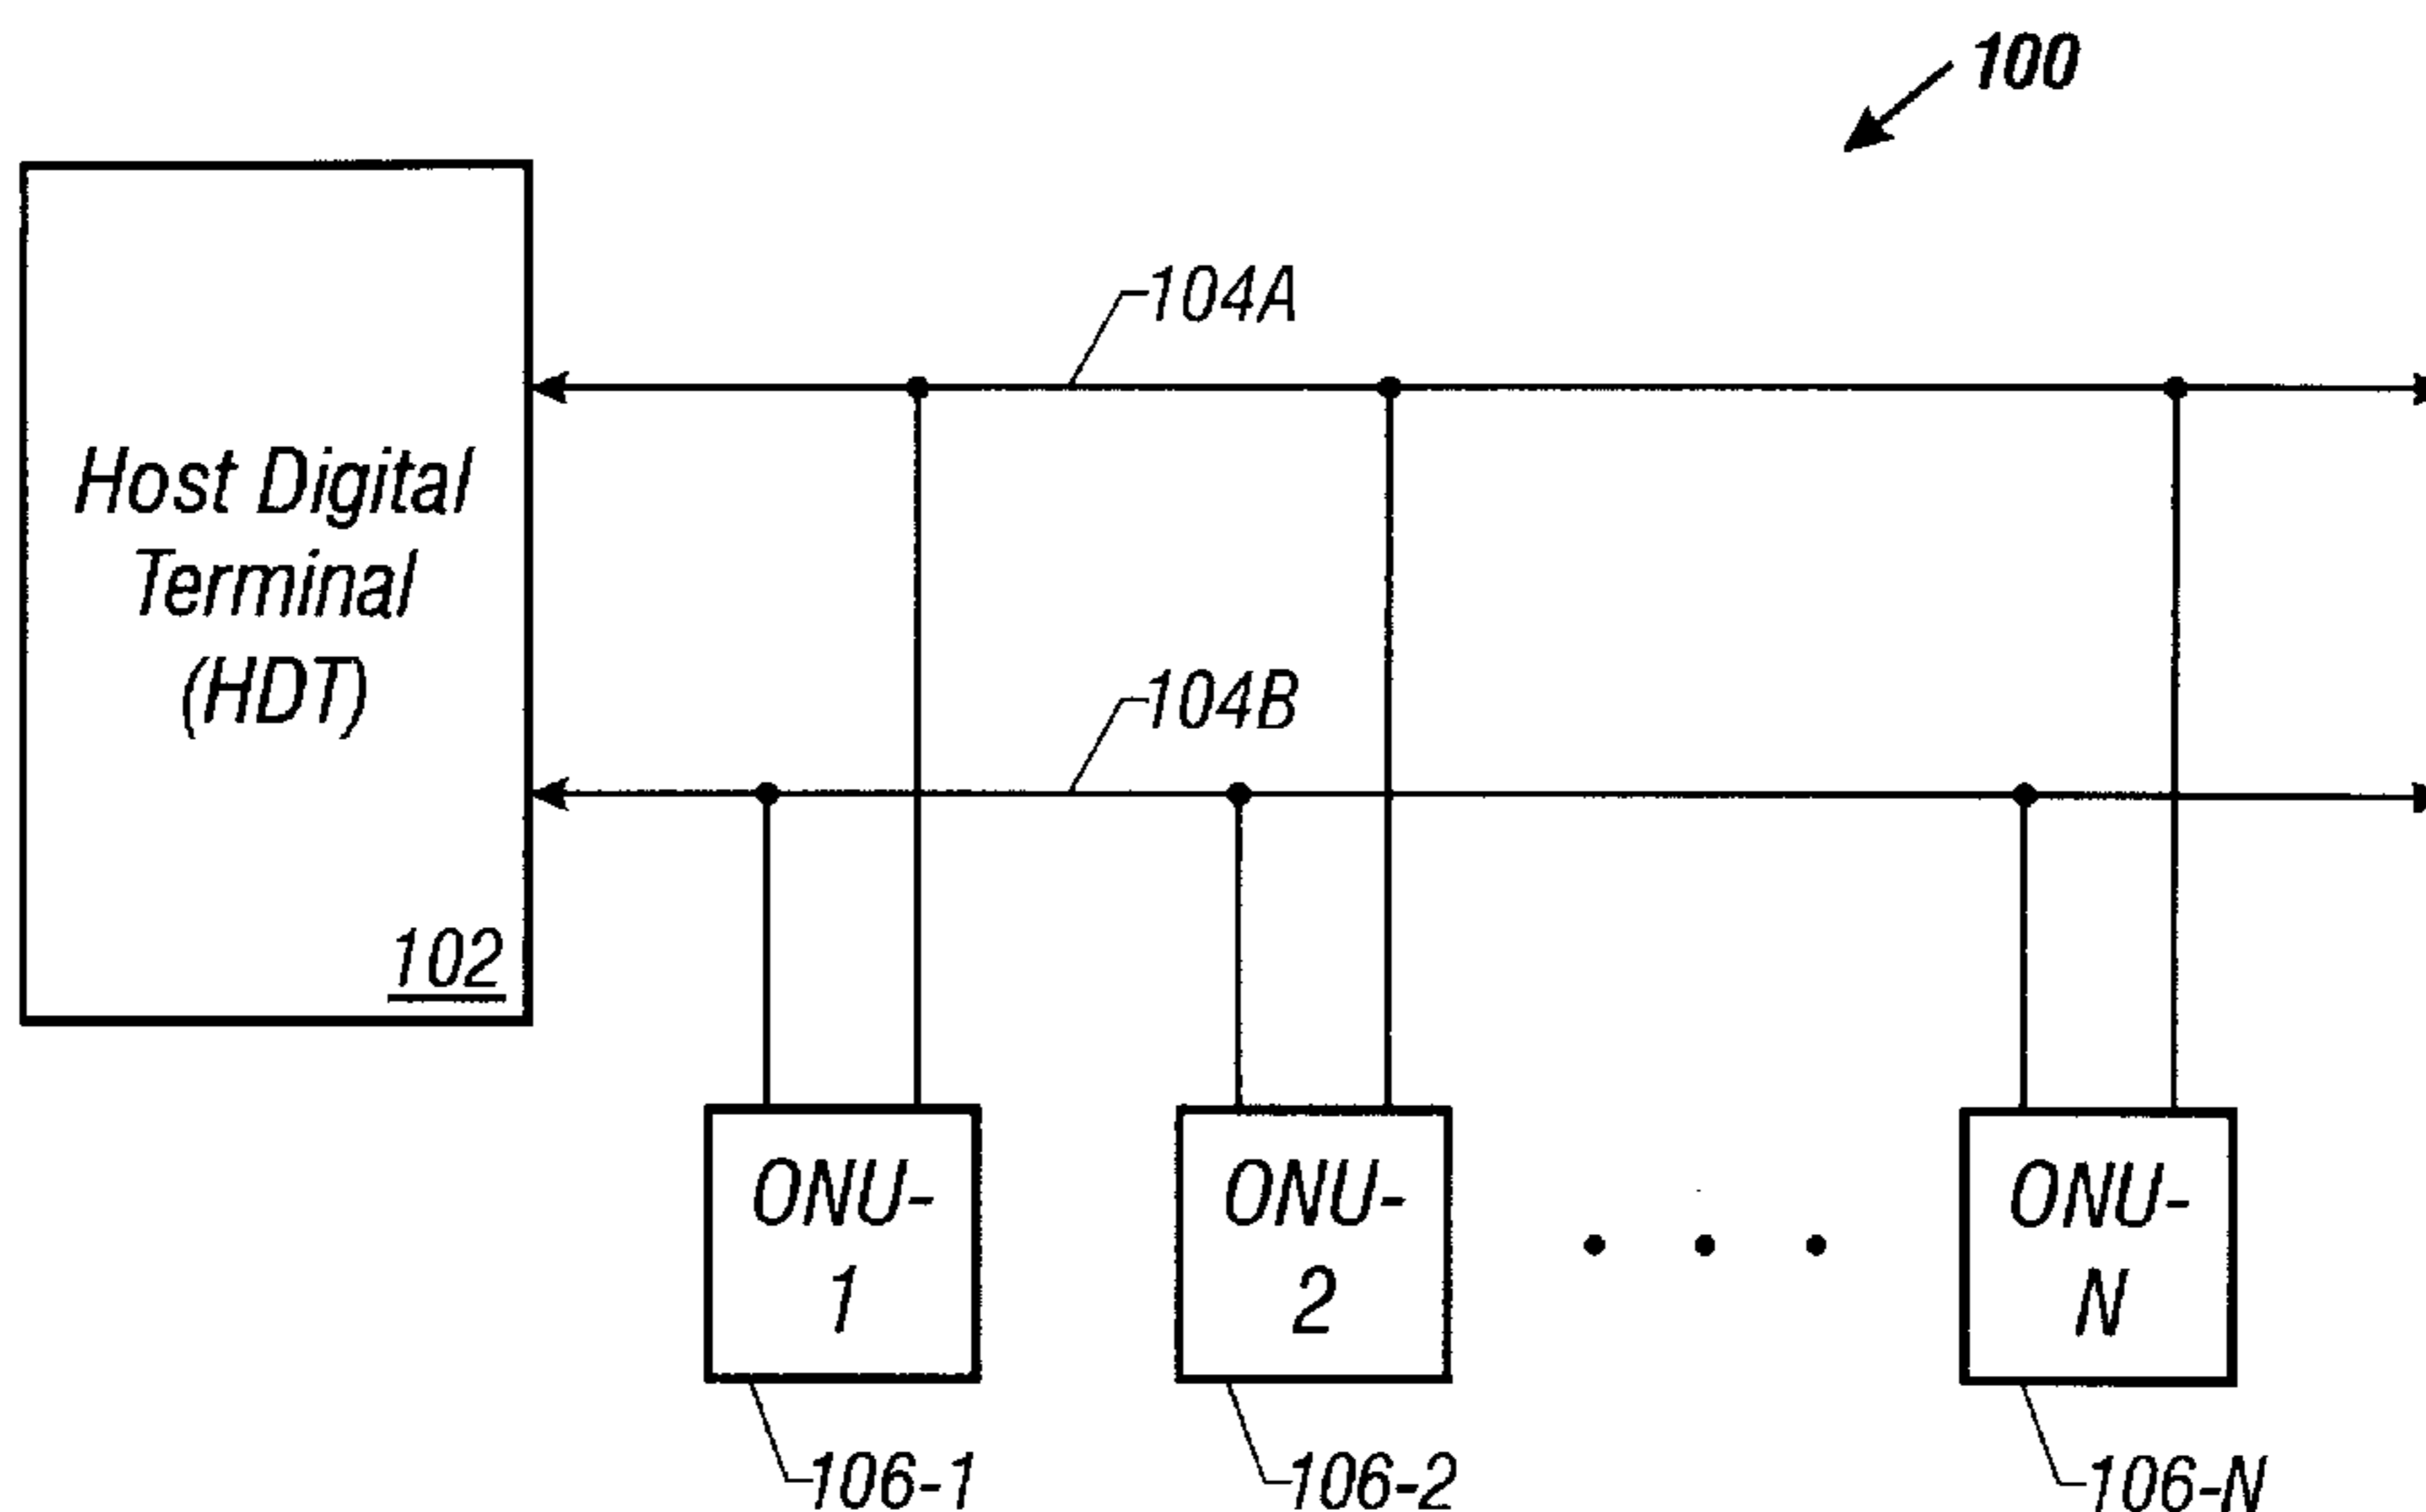 100
104A
Host Digital
Terminal
(HDT)
104B
102
ONU-
1
ONU-
2
ONU-
N
106-1
106-2
106-N